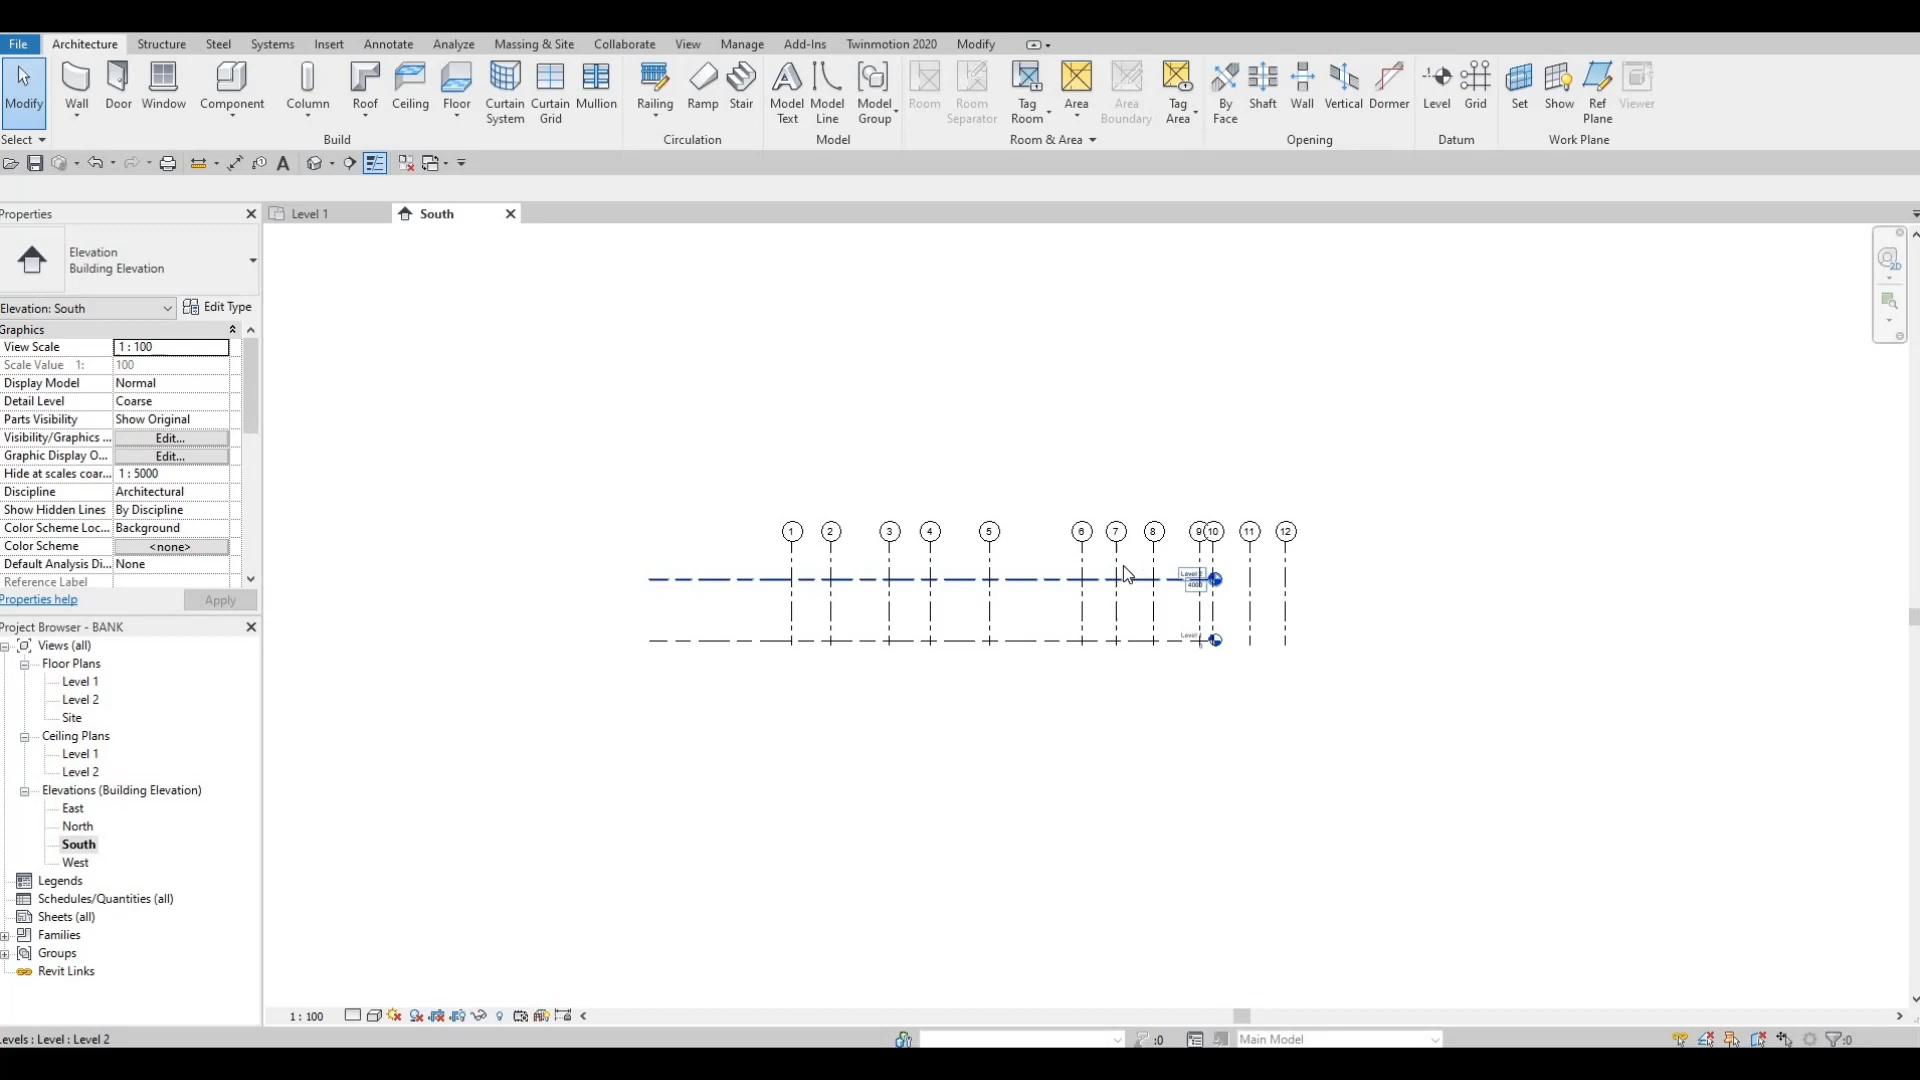 File Architecture Structure Steel Systems Insert Annotate Analyze Massing & Site Collaborate View Manage Add-Ins Twinmotion 2020 Modify
Modify Wall Door Window Component Column Roof Ceiling Floor Curtain System Curtain Grid Mullion Railing Ramp Stair Model Text Model Line Model Group Room Room Separator Tag Room Area Area Boundary Tag Area By Face Shaft Wall Vertical Dormer Level Grid Set Show Ref Plane Viewer
Select Build Circulation Model Room & Area Opening Datum Work Plane
Properties
Level 1
South
Elevation
Building Elevation
2D
Elevation: South
Edit Type
Graphics
View Scale 1 : 100
Scale Value 1: 100
Display Model Normal
Detail Level Coarse
Parts Visibility Show Original
Visibility/Graphics ... Edit...
Graphic Display O... Edit...
Hide at scales coar... 1 : 5000
Discipline Architectural
Show Hidden Lines By Discipline
Color Scheme Loc... Background
Color Scheme <none>
Default Analysis Di... None
Reference Label
Properties help
Apply
1 2 3 4 5 6 7 8 9 10 11 12
Level 2
4000
Level
Project Browser - BANK
Views (all)
Floor Plans
Level 1
Level 2
Site
Ceiling Plans
Level 1
Level 2
Elevations (Building Elevation)
East
North
South
West
Legends
Schedules/Quantities (all)
Sheets (all)
Families
Groups
Revit Links
1 : 100
evels : Level : Level 2
:0
Main Model
:0